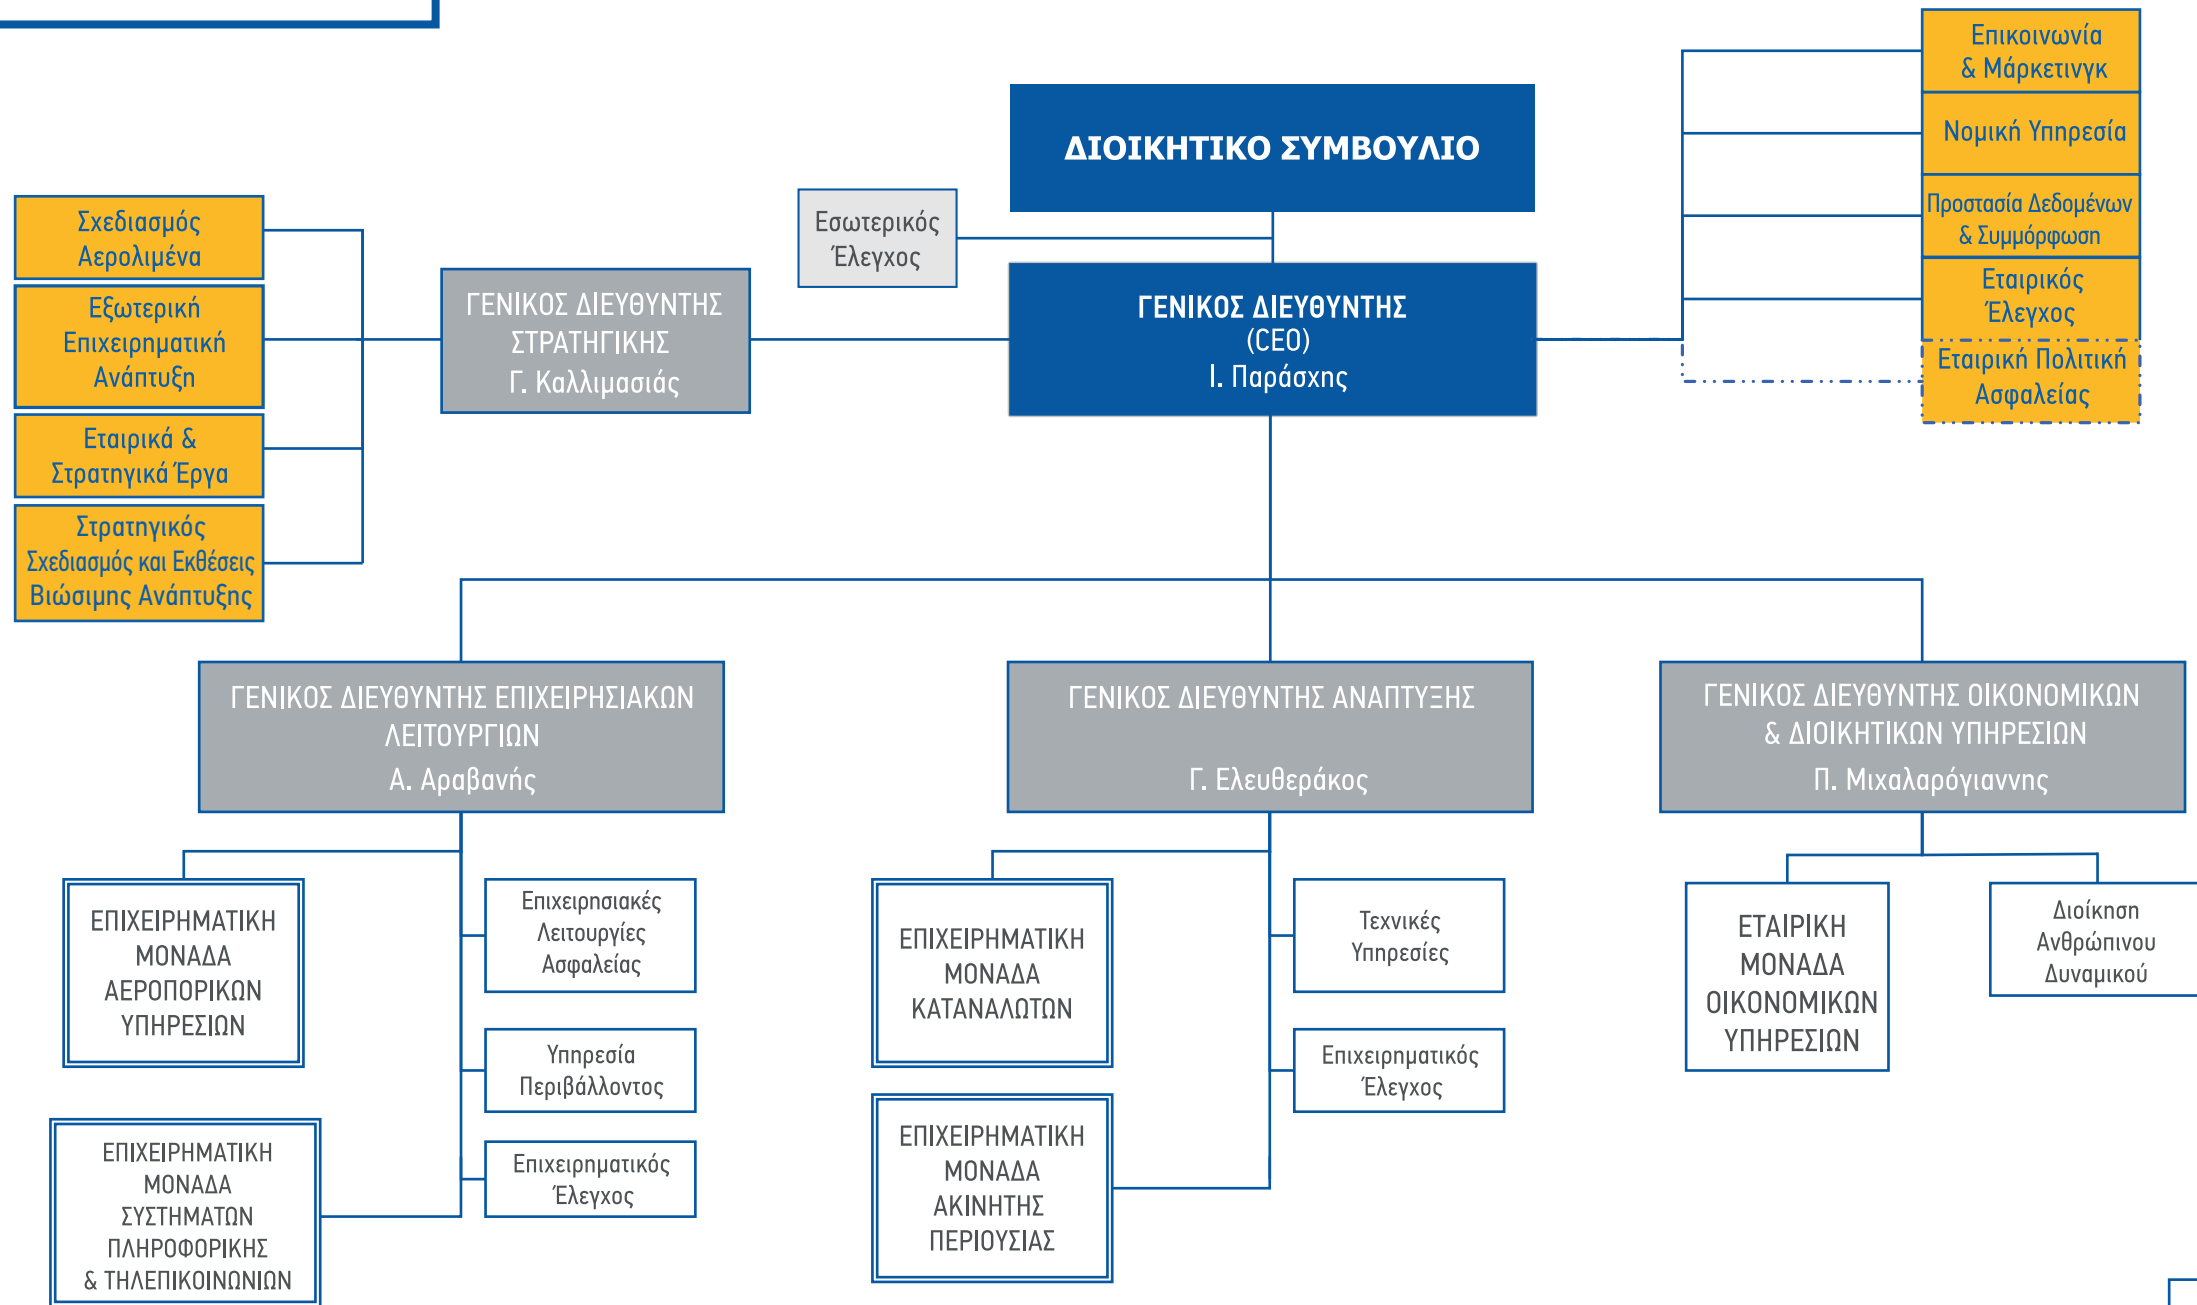 Επικοινωνία
& Μάρκετινγκ
Νομική Υπηρεσία
Προστασία Δεδομένων
& Συμμόρφωση
Εταιρικός
Έλεγχος
Εταιρική Πολιτική
Ασφαλείας
ΔΙΟΙΚΗΤΙΚΟ ΣΥΜΒΟΥΛΙΟ
Εσωτερικός
Έλεγχος
ΓΕΝΙΚΟΣ ΔΙΕΥΘΥΝΤΗΣ
(CEO)
Ι. Παράσχης
ΓΕΝΙΚΟΣ ΔΙΕΥΘΥΝΤΗΣ
ΣΤΡΑΤΗΓΙΚΗΣ
Γ. Καλλιμασιάς
Σχεδιασμός
Αερολιμένα
Εξωτερική
Επιχειρηματική
Ανάπτυξη
Εταιρικά &
Στρατηγικά Έργα
Στρατηγικός
Σχεδιασμός και Εκθέσεις
Βιώσιμης Ανάπτυξης
ΓΕΝΙΚΟΣ ΔΙΕΥΘΥΝΤΗΣ ΕΠΙΧΕΙΡΗΣΙΑΚΩΝ
ΛΕΙΤΟΥΡΓΙΩΝ
Α. Αραβανής
ΕΠΙΧΕΙΡΗΜΑΤΙΚΗ
ΜΟΝΑΔΑ
ΑΕΡΟΠΟΡΙΚΩΝ
ΥΠΗΡΕΣΙΩΝ
Επιχειρησιακές
Λειτουργίες
Ασφαλείας
Υπηρεσία
Περιβάλλοντος
Επιχειρηματικός
Έλεγχος
ΕΠΙΧΕΙΡΗΜΑΤΙΚΗ
ΜΟΝΑΔΑ
ΣΥΣΤΗΜΑΤΩΝ
ΠΛΗΡΟΦΟΡΙΚΗΣ
& ΤΗΛΕΠΙΚΟΙΝΩΝΙΩΝ
ΓΕΝΙΚΟΣ ΔΙΕΥΘΥΝΤΗΣ ΑΝΑΠΤΥΞΗΣ
Γ. Ελευθεράκος
ΕΠΙΧΕΙΡΗΜΑΤΙΚΗ
ΜΟΝΑΔΑ
ΚΑΤΑΝΑΛΩΤΩΝ
Τεχνικές
Υπηρεσίες
Επιχειρηματικός
Έλεγχος
ΕΠΙΧΕΙΡΗΜΑΤΙΚΗ
ΜΟΝΑΔΑ
ΑΚΙΝΗΤΗΣ
ΠΕΡΙΟΥΣΙΑΣ
ΓΕΝΙΚΟΣ ΔΙΕΥΘΥΝΤΗΣ ΟΙΚΟΝΟΜΙΚΩΝ
& ΔΙΟΙΚΗΤΙΚΩΝ ΥΠΗΡΕΣΙΩΝ
Π. Μιχαλαρόγιαννης
ΕΤΑΙΡΙΚΗ
ΜΟΝΑΔΑ
ΟΙΚΟΝΟΜΙΚΩΝ
ΥΠΗΡΕΣΙΩΝ
Διοίκηση
Ανθρώπινου
Δυναμικού